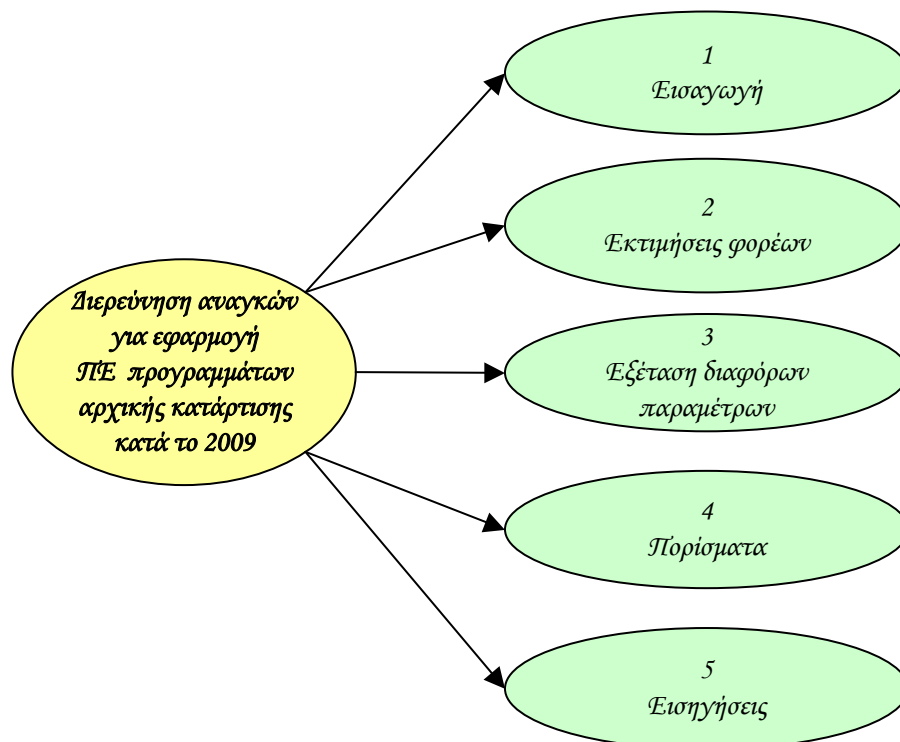 1
Εισαγωγή
2
Εκτιμήσεις φορέων
Διερεύνηση αναγκών
για εφαρμογή
ΠΕ προγραμμάτων
αρχικής κατάρτισης
κατά το 2009
3
Εξέταση διαφόρων
παραμέτρων
4
Πορίσματα
5
Εισηγήσεις